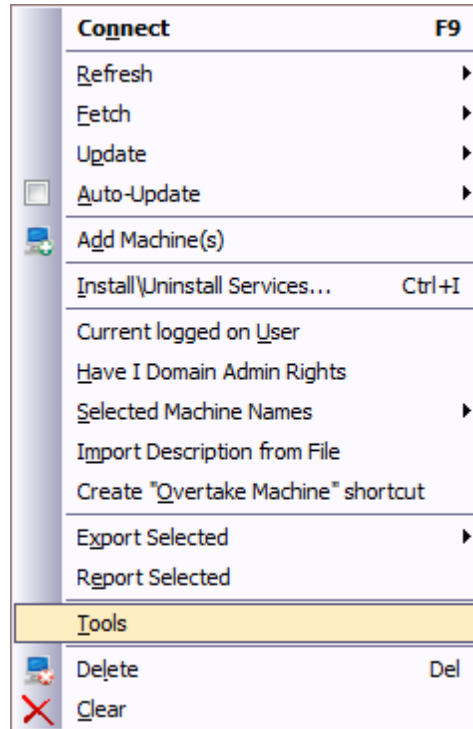 Connect F9
Refresh
Fetch
Update
Auto-Update
Add Machine(s)
Install\Uninstall Services... Ctrl+I
Current logged on User
Have I Domain Admin Rights
Selected Machine Names
Import Description from File
Create "Overtake Machine" shortcut
Export Selected
Report Selected
Tools
Delete Del
Clear